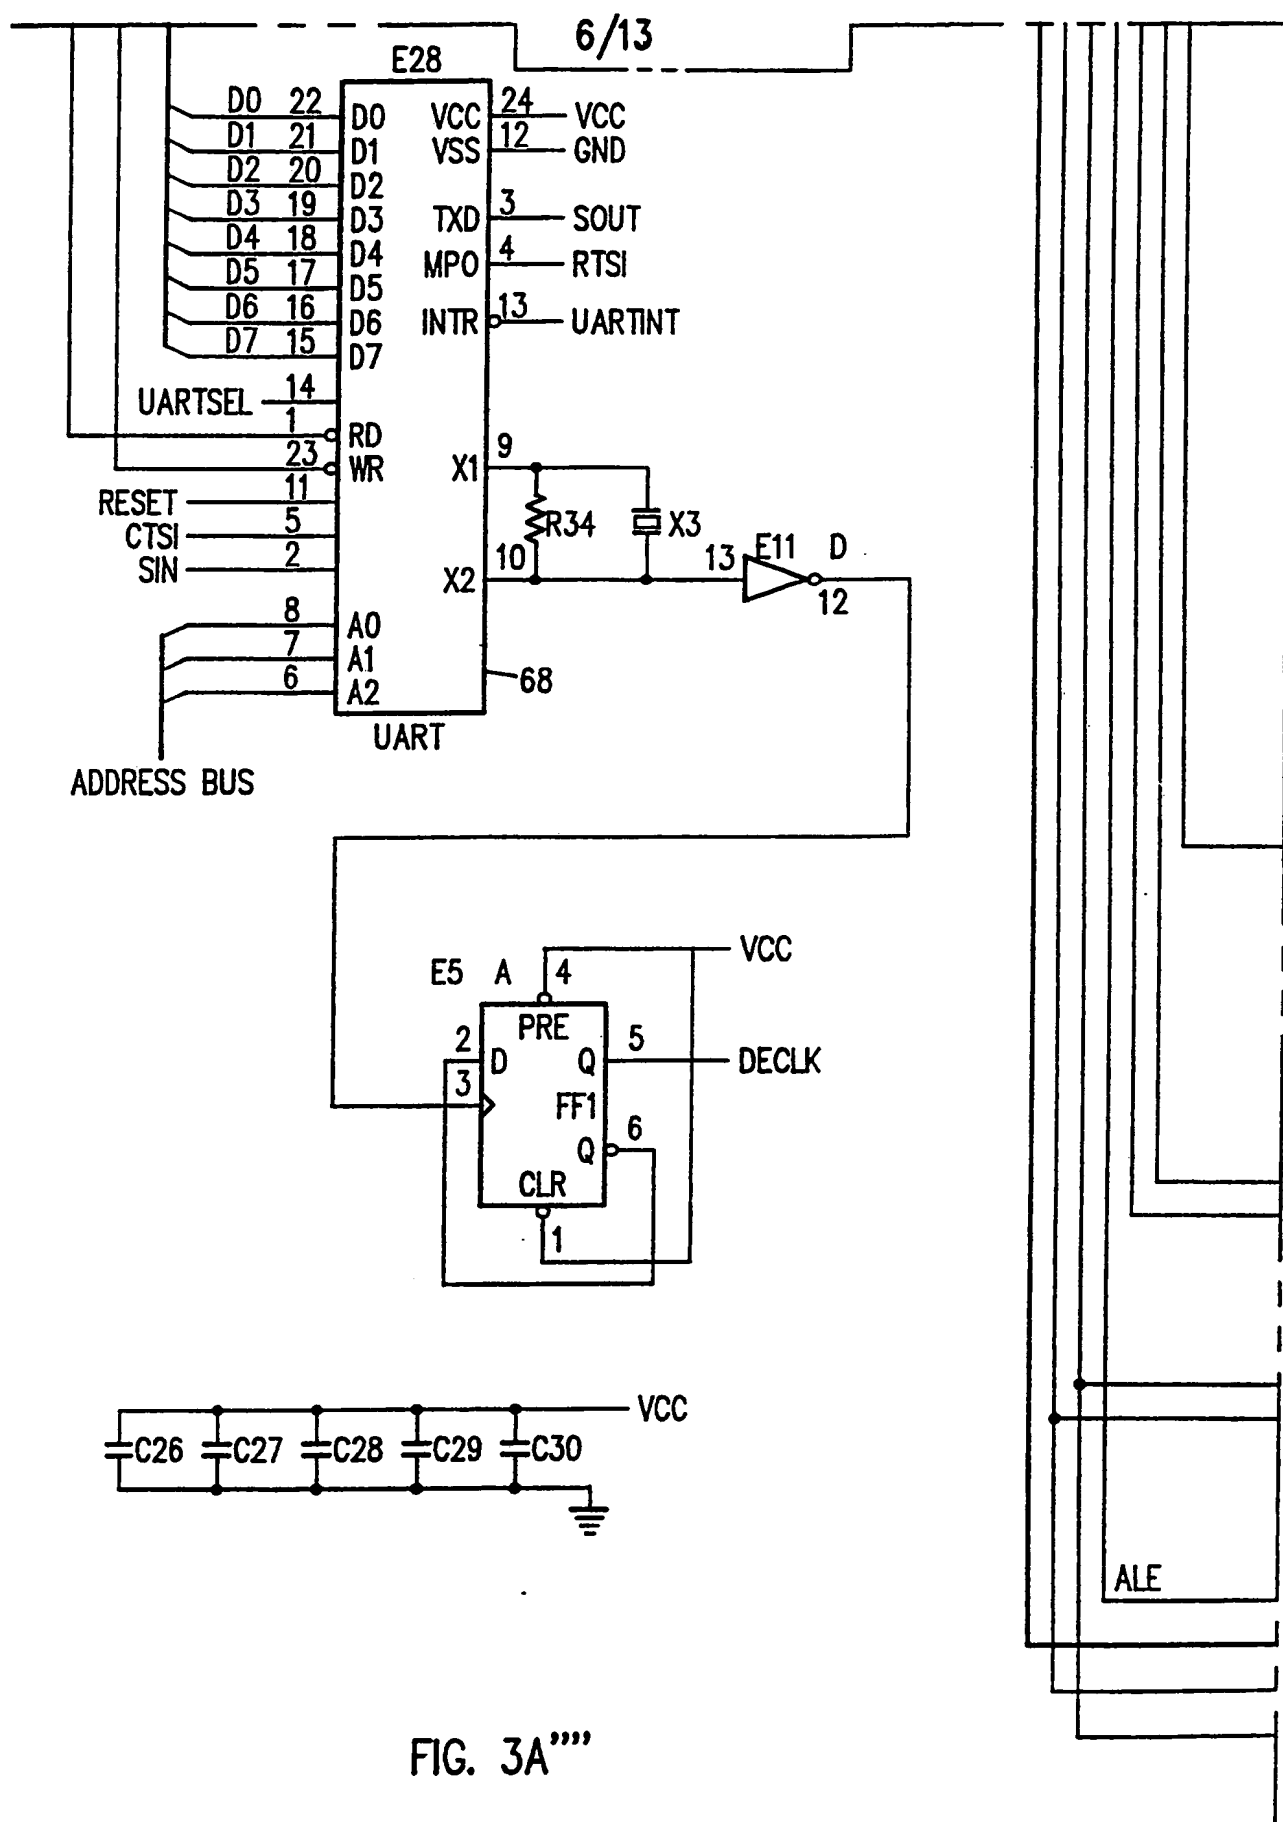 6/13
E28
D0 22 D0 VCC 24 VCC
D1 21 D1 VSS 12 GND
D2 20 D2
D3 19 D3 TXD 3 SOUT
D4 18 D4 MPO 4 RTSI
D5 17 D5
D6 16 D6 INTR 13 UARTINT
D7 15 D7
UARTSEL 14
1 RD
23 WR X1 9
RESET 11
CTSI 5 R34 X3
SIN 2 X2 10 13 E11 D
12
8 A0
7 A1
6 A2 68
UART
ADDRESS BUS
VCC
E5 A 4
PRE
2 D Q 5 DECLK
3 FF1
Q 6
CLR
1
VCC
C26 C27 C28 C29 C30
ALE
FIG. 3A""